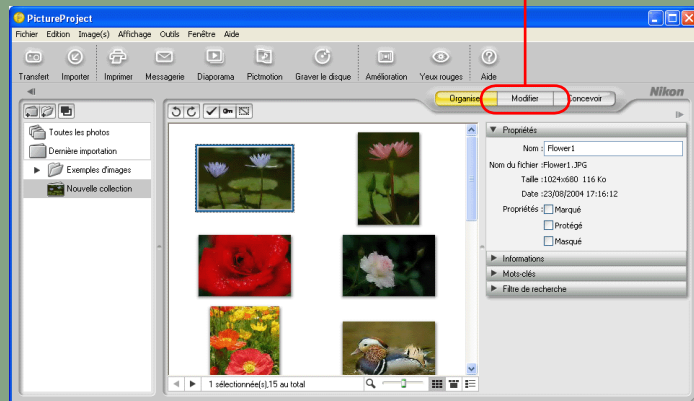 PictureProject
Fichier Edition Image(s) Affichage Outils Fenêtre Aide
Transfert Importer Imprimer Messagerie Diaporama Pictmotion Graver le disque Amélioration Yeux rouges Aide
Organise Modifier Concevoir Nikon
Toutes les photos
Dernière importation
Exemples d'images
Nouvelle collection
Propriétés
Nom : Flower1
Nom du fichier :Flower1.JPG
Taille :1024x680 116 Ko
Date :23/08/2004 17:16:12
Propriétés : Marqué
Protégé
Masqué
Informations
Mots-clés
Filtre de recherche
1 sélectionnée(s),15 au total